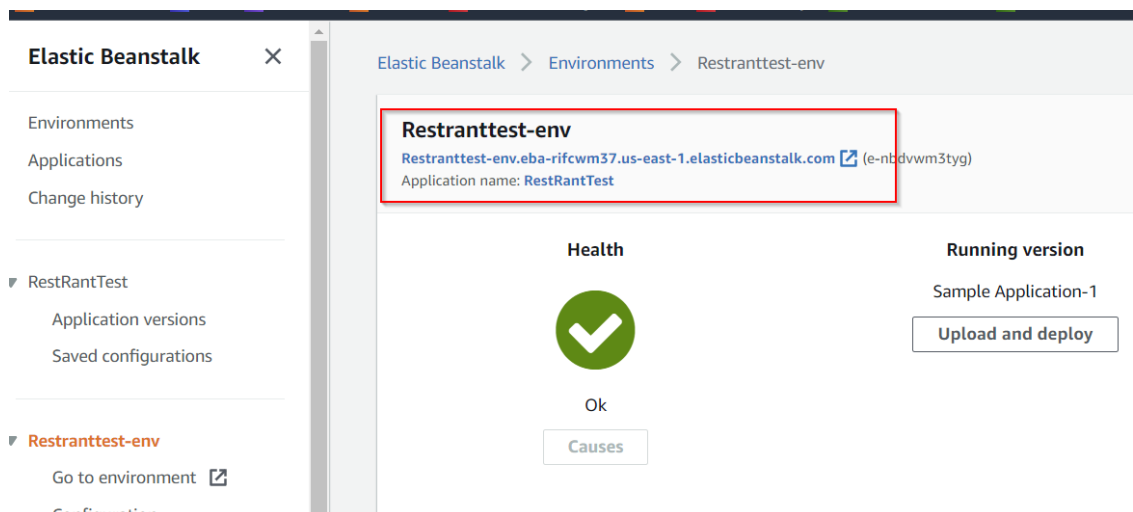 Elastic Beanstalk
Environments
Applications
Change history
RestRantTest
Application versions
Saved configurations
Restranttest-env
Go to environment
Configuration
Elastic Beanstalk > Environments > Restranttest-env
Restranttest-env
Restranttest-env.eba-rifcwm37.us-east-1.elasticbeanstalk.com (e-nbdvwm3tyg)
Application name: RestRantTest
Health
Ok
Causes
Running version
Sample Application-1
Upload and deploy